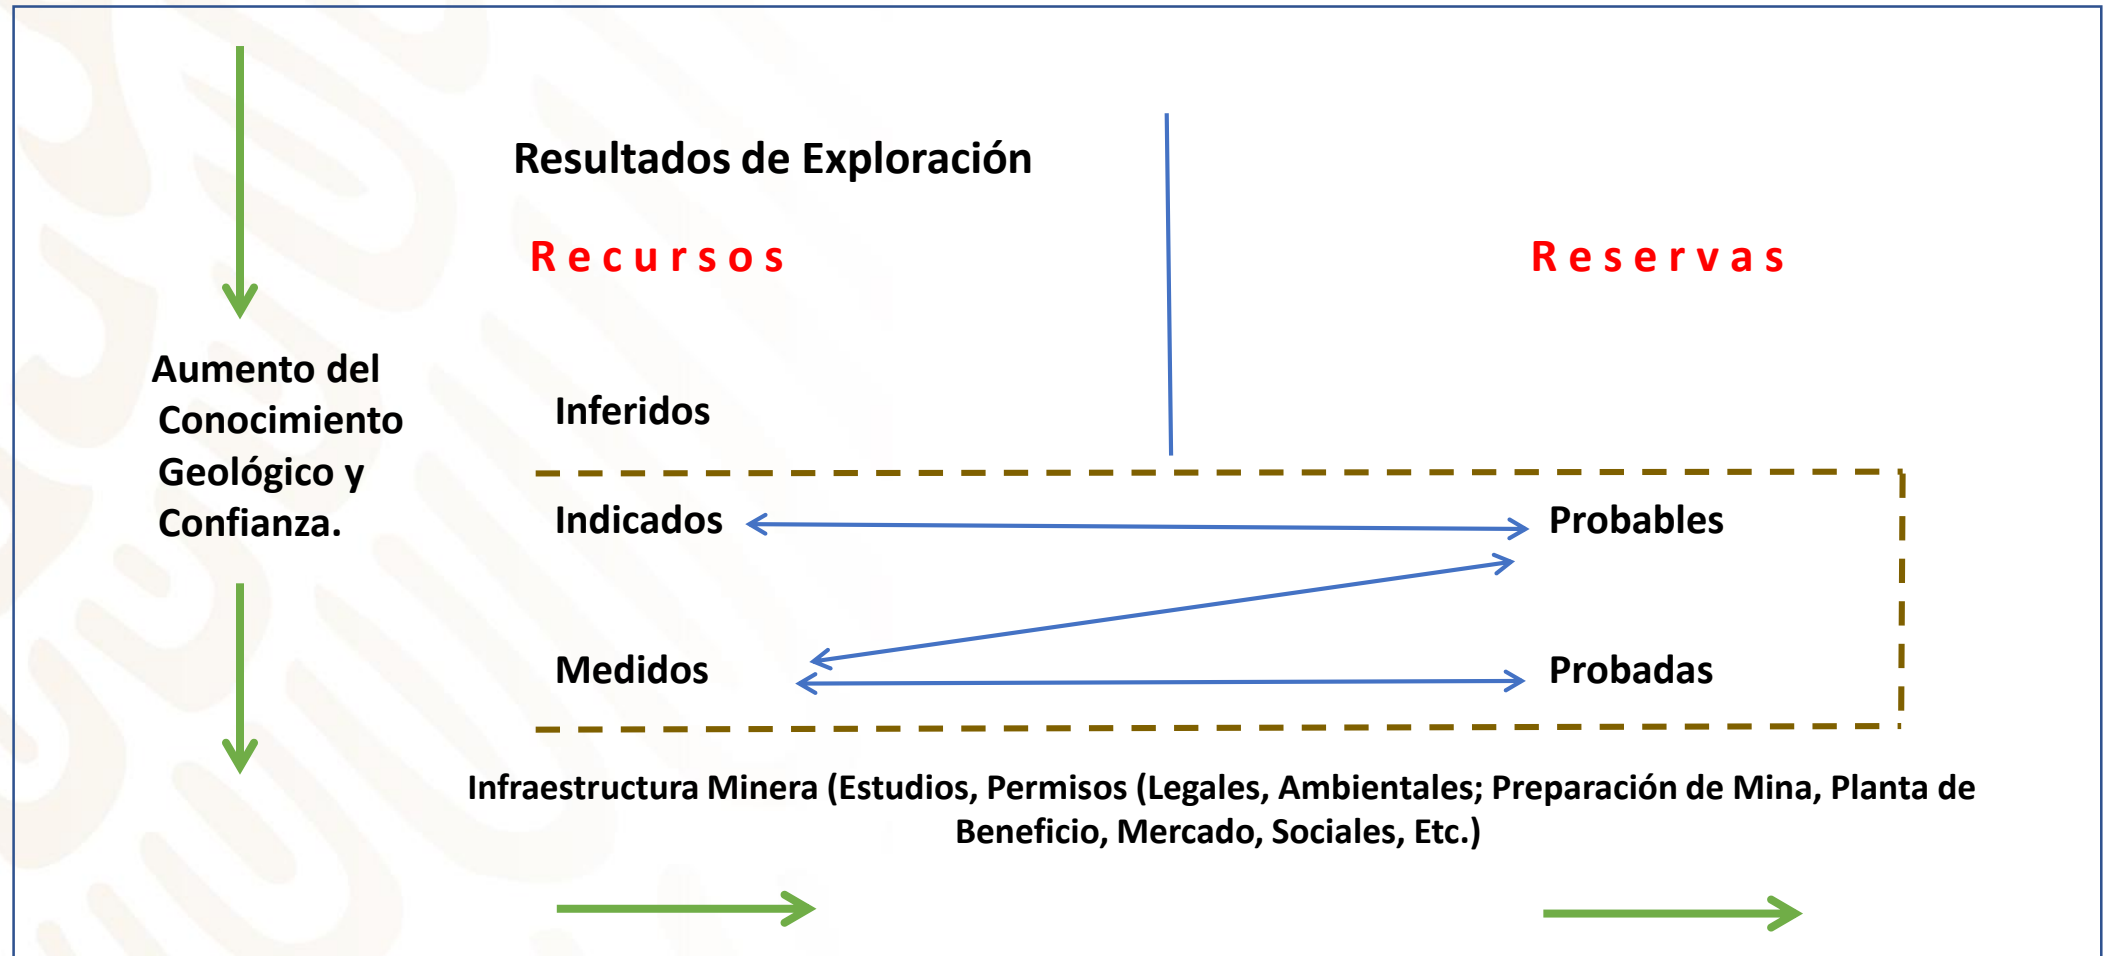 Resultados de Exploración
Recursos
Reservas
Aumento del
Conocimiento
Geológico y
Confianza.
Inferidos
Indicados
Probables
Medidos
Probadas
Infraestructura Minera (Estudios, Permisos (Legales, Ambientales; Preparación de Mina, Planta de
Beneficio, Mercado, Sociales, Etc.)